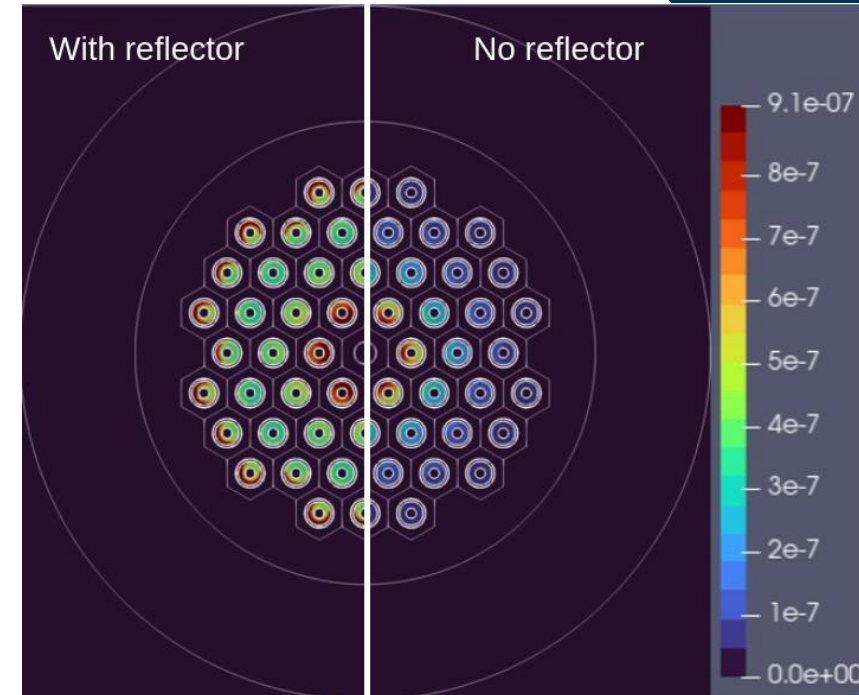 With reflector
No reflector
9.1e-07
8e-7
7e-7
6e-7
5e-7
4e-7
3e-7
2e-7
1e-7
0.0e+00